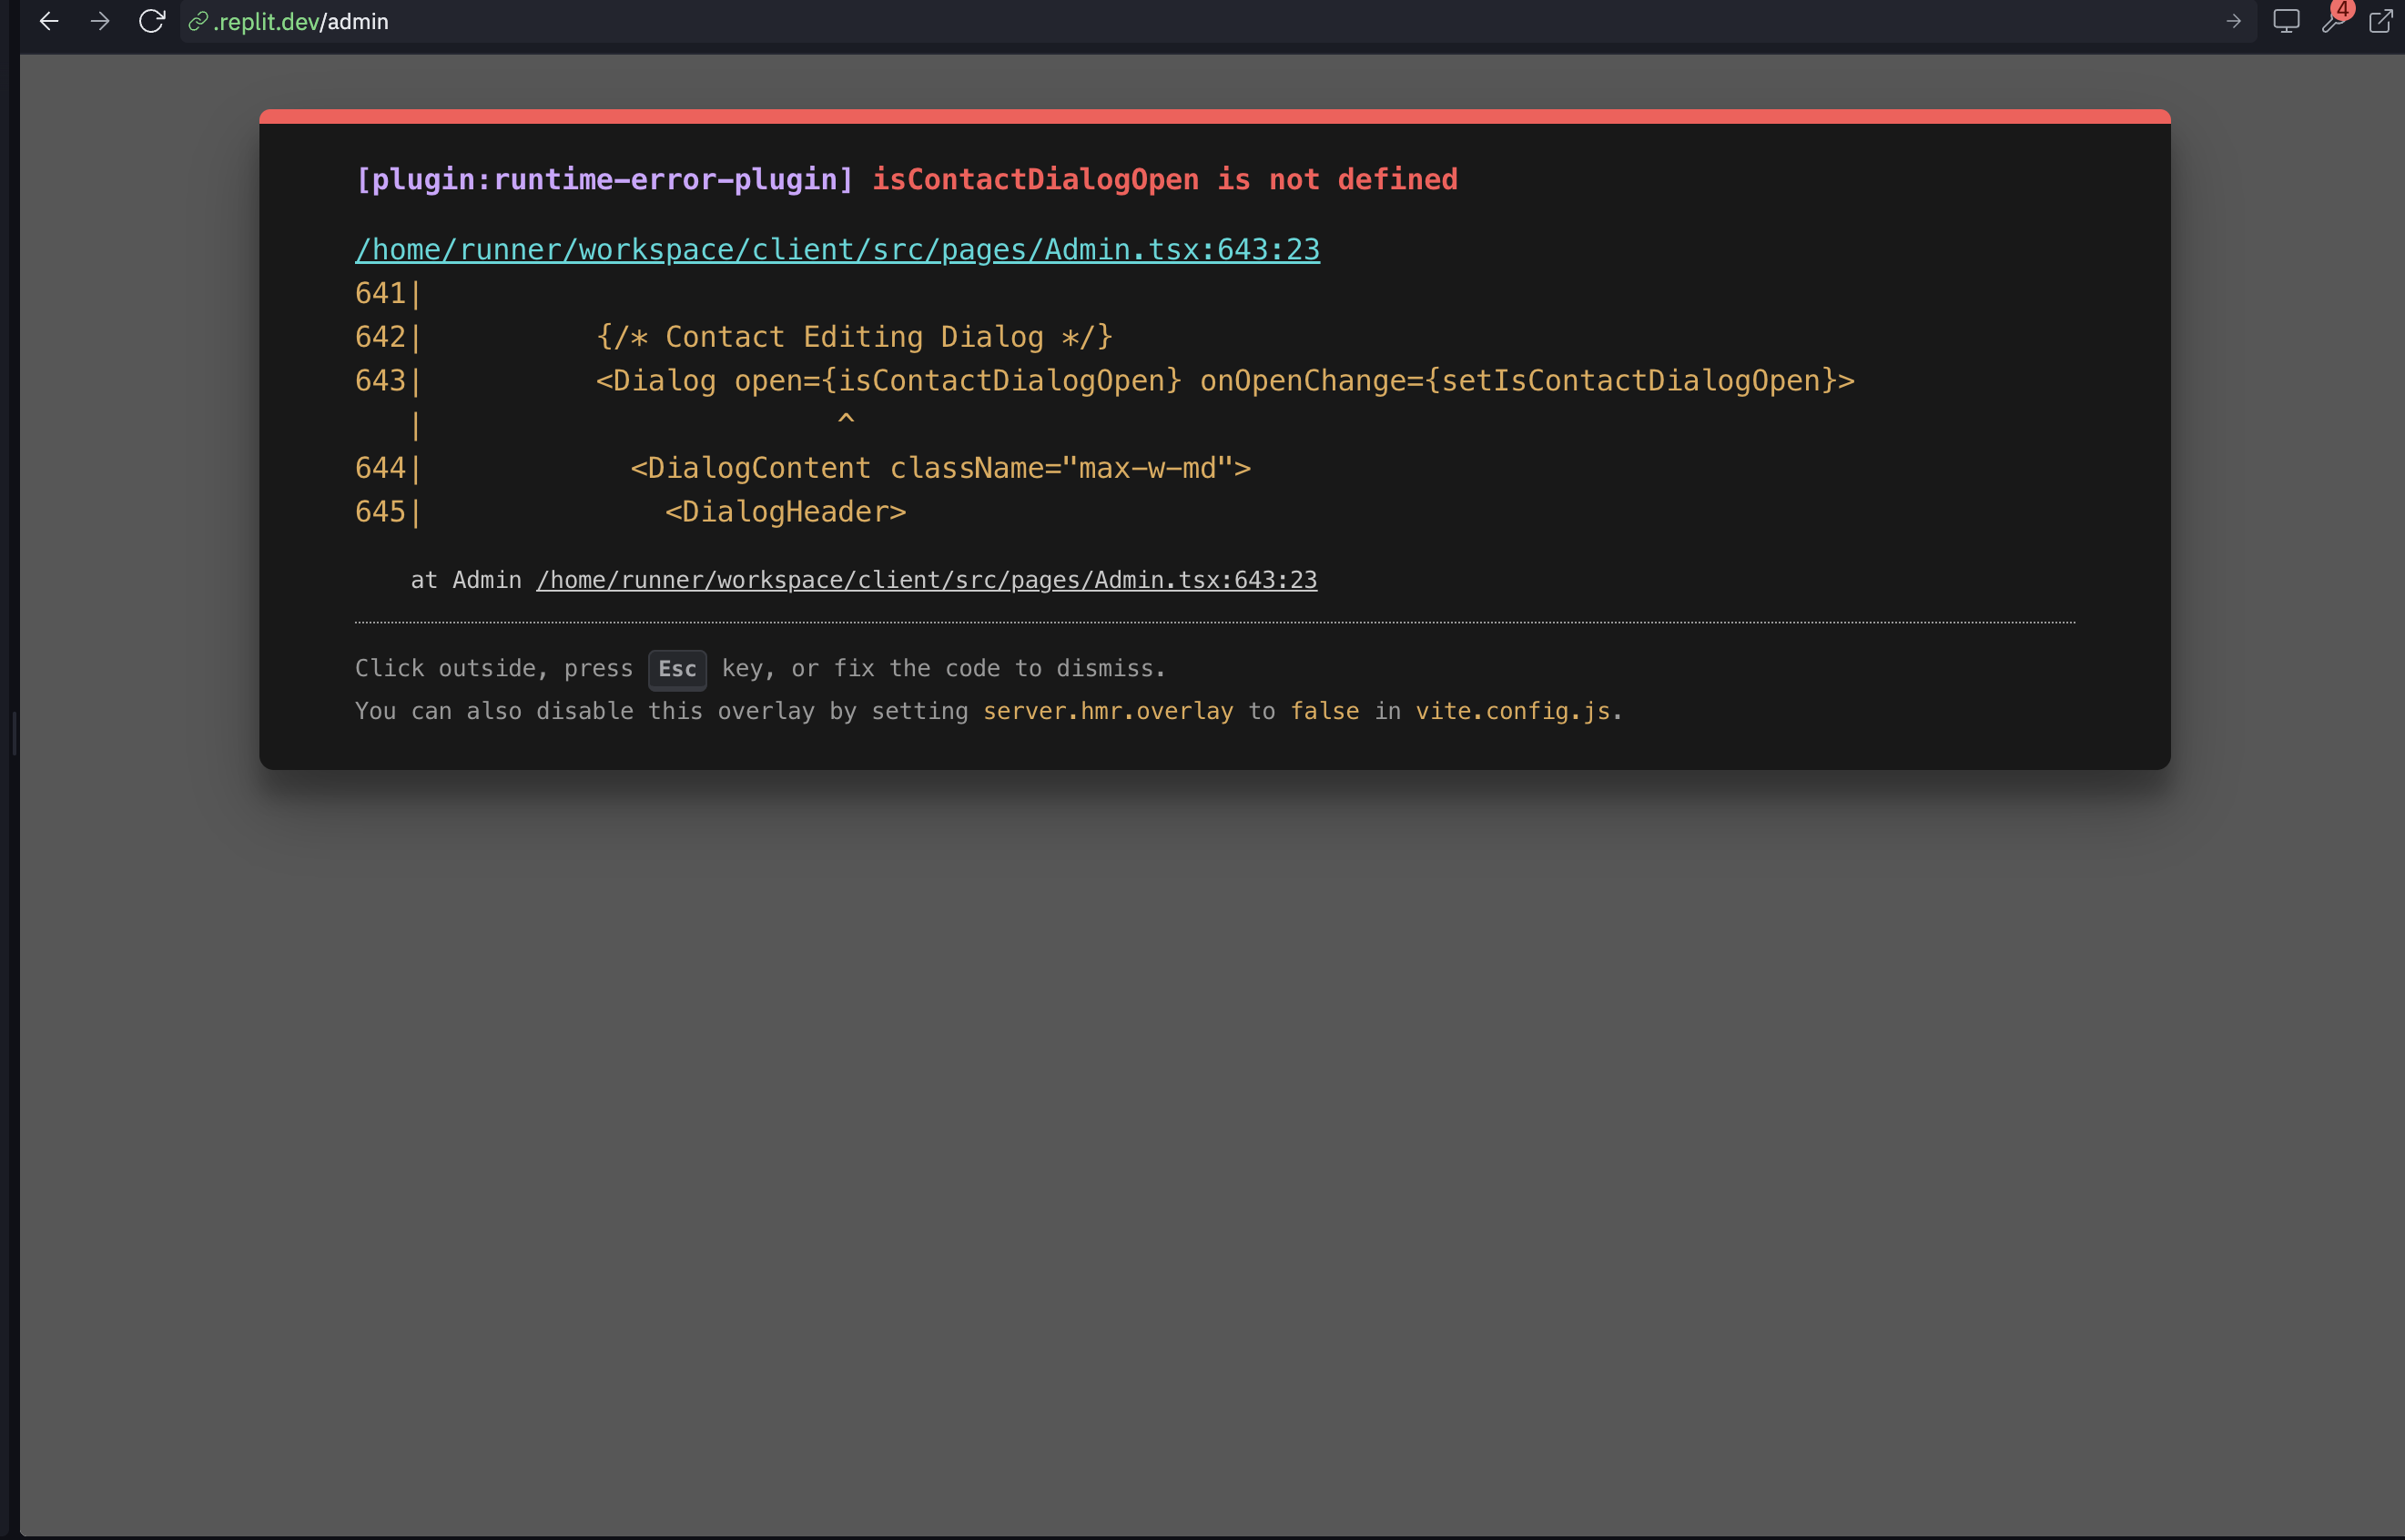 .replit.dev/admin
4
[plugin:runtime-error-plugin] isContactDialogOpen is not defined
/home/runner/workspace/client/src/pages/Admin.tsx:643:23
641|
642|          {/* Contact Editing Dialog */}
643|          <Dialog open={isContactDialogOpen} onOpenChange={setIsContactDialogOpen}>
   |                        ^
644|            <DialogContent className="max-w-md">
645|              <DialogHeader>
at Admin /home/runner/workspace/client/src/pages/Admin.tsx:643:23
Click outside, press Esc key, or fix the code to dismiss.
You can also disable this overlay by setting server.hmr.overlay to false in vite.config.js.